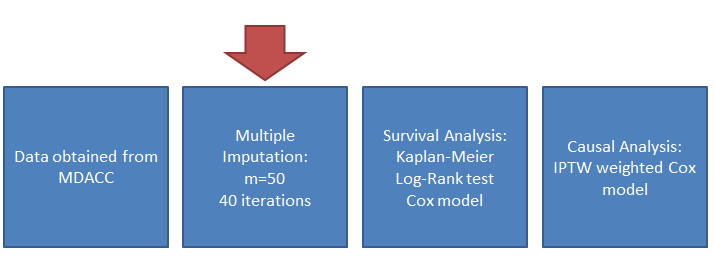 Data obtained from
MDACC
Multiple
Imputation:
m=50
40 iterations
Survival Analysis:
Kaplan-Meier
Log-Rank test
Cox model
Causal Analysis:
IPTW weighted Cox
model